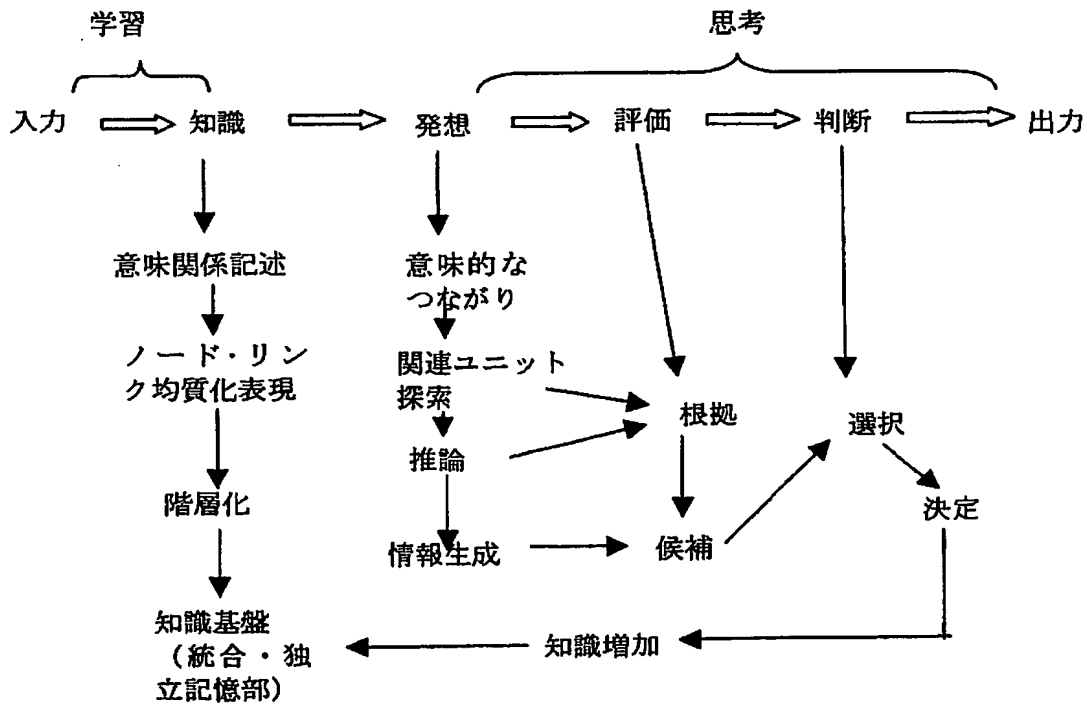 学習
思考
入力
知識
発想
評価
判断
出力
意味関係記述
意味的な
つながり
ノード・リン
ク均質化表現
関連ユニット
探索
根拠
選択
推論
階層化
決定
情報生成
候補
知識基盤
（統合・独
立記憶部）
知識増加